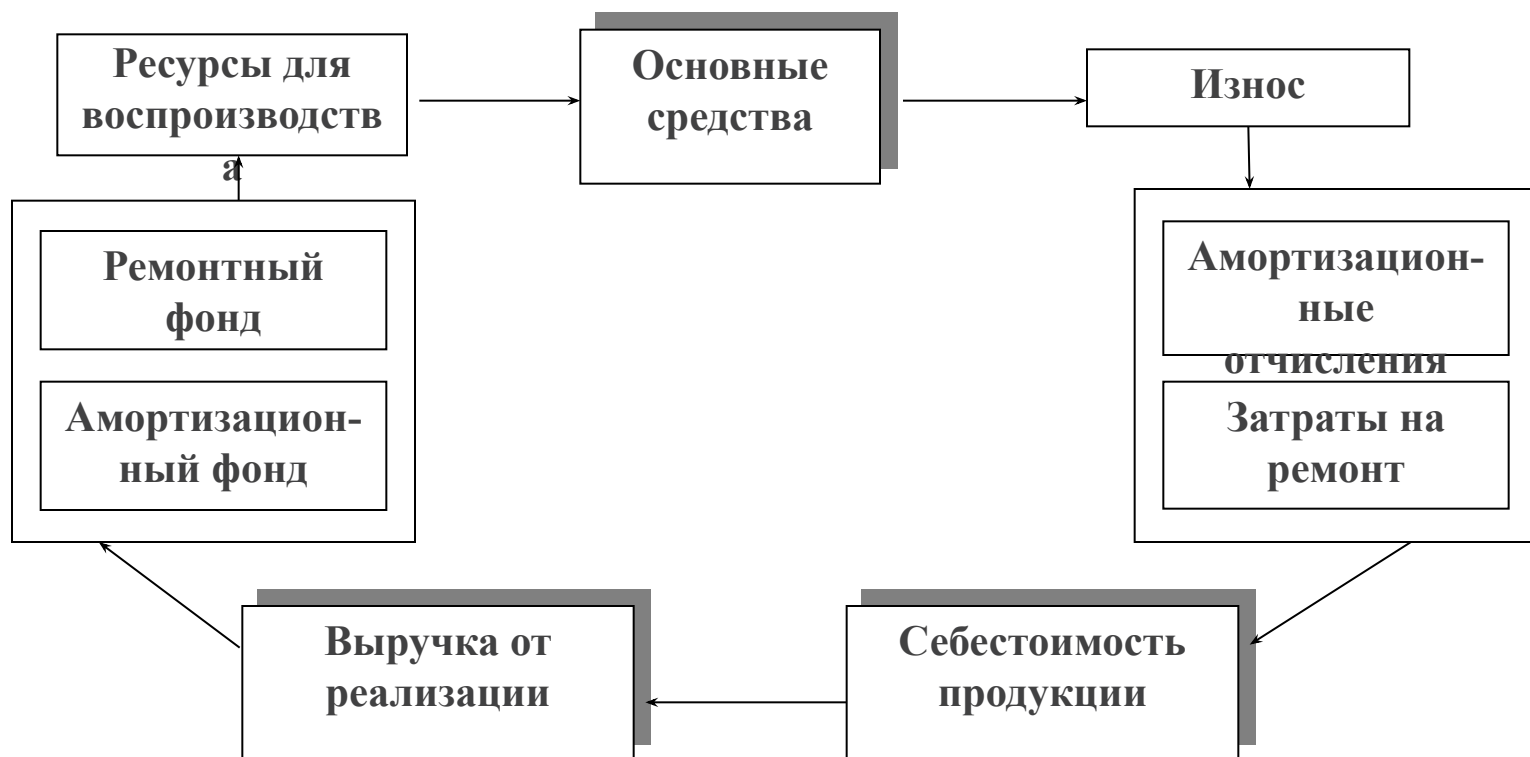 Ресурсы для
воспроизводств
а
Основные
средства
Износ
Ремонтный
фонд
Амортизацион-
ный фонд
Амортизацион-
ные
отчисления
Затраты на
ремонт
Выручка от
реализации
Себестоимость
продукции